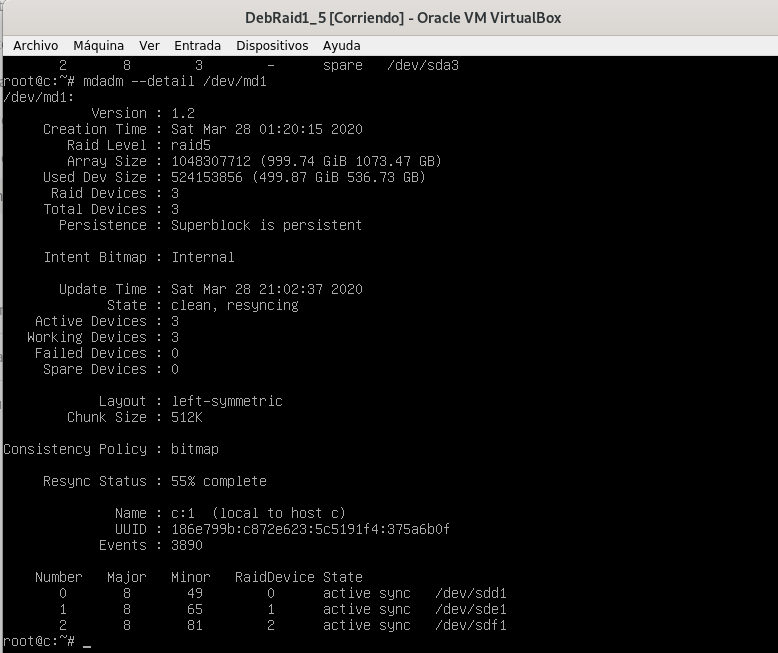 DebRaid1_5 [Corriendo] - Oracle VM VirtualBox
Archivo Máquina Ver Entrada Dispositivos Ayuda
2 8 3 - spare /dev/sda3
root@c:~# mdadm --detail /dev/md1
/dev/md1:
Version : 1.2
Creation Time : Sat Mar 28 01:20:15 2020
Raid Level : raid5
Array Size : 1048307712 (999.74 GiB 1073.47 GB)
Used Dev Size : 524153856 (499.87 GiB 536.73 GB)
Raid Devices : 3
Total Devices : 3
Persistence : Superblock is persistent
Intent Bitmap : Internal
Update Time : Sat Mar 28 21:02:37 2020
State : clean, resyncing
Active Devices : 3
Working Devices : 3
Failed Devices : 0
Spare Devices : 0
Layout : left-symmetric
Chunk Size : 512K
Consistency Policy : bitmap
Resync Status : 55% complete
Name : c:1 (local to host c)
UUID : 186e799b:c872e623:5c5191f4:375a6b0f
Events : 3890
Number Major Minor RaidDevice State
0 8 49 0 active sync /dev/sdd1
1 8 65 1 active sync /dev/sde1
2 8 81 2 active sync /dev/sdf1
root@c:~# _